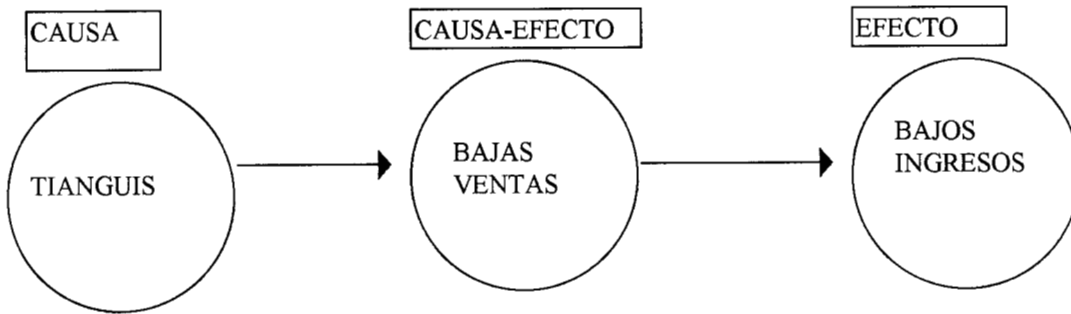 CAUSA
CAUSA-EFECTO
EFECTO
TIANGUIS
BAJAS
VENTAS
BAJOS
INGRESOS